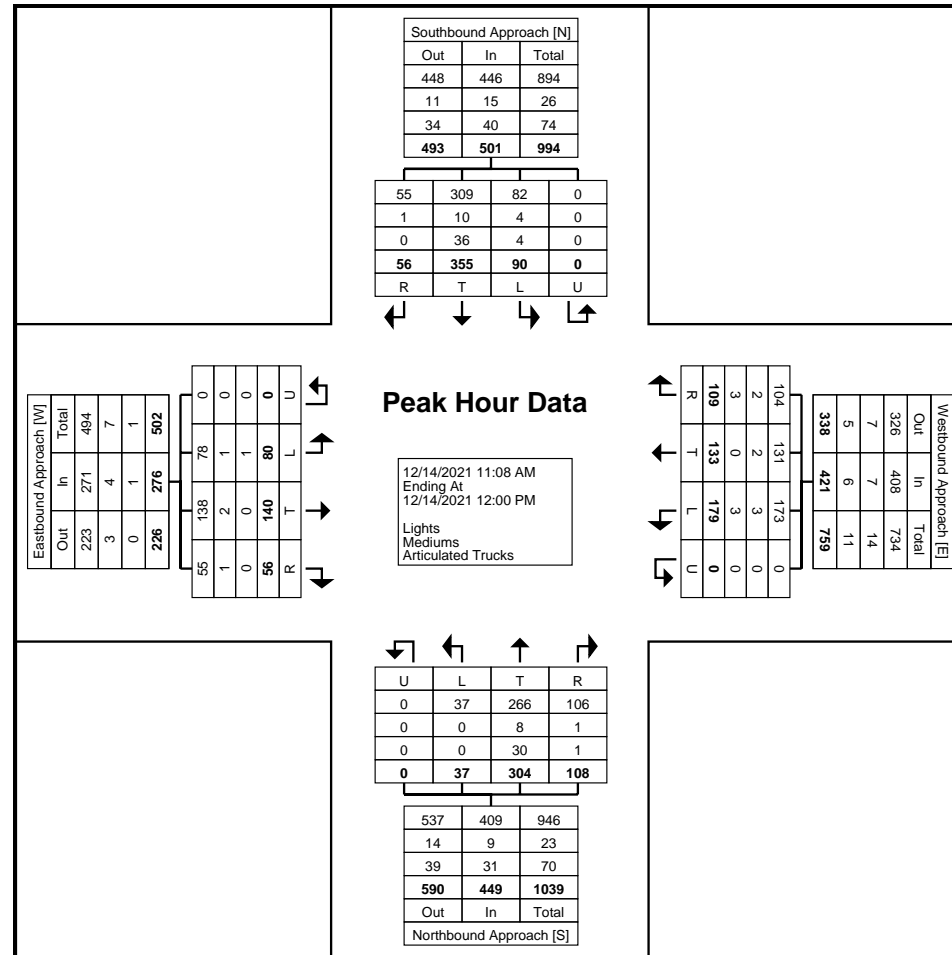 Southbound Approach [N]
Out In Total
448 446 894
11 15 26
34 40 74
493 501 994
55 309 82 0
1 10 4 0
0 36 4 0
56 355 90 0
R T L U
Eastbound Approach [W]
Out In Total
223 271 494
3 4 7
0 1 1
226 276 502
0 78 138 55
0 1 2 1
0 1 0 0
0 80 140 56
U L T R
Peak Hour Data
12/14/2021 11:08 AM
Ending At
12/14/2021 12:00 PM
Lights
Mediums
Articulated Trucks
Westbound Approach [E]
Out In Total
326 408 734
7 7 14
5 6 11
338 421 759
104 131 173 0
2 2 3 0
3 0 3 0
109 133 179 0
R T L U
U L T R
0 37 266 106
0 0 8 1
0 0 30 1
0 37 304 108
537 409 946
14 9 23
39 31 70
590 449 1039
Out In Total
Northbound Approach [S]